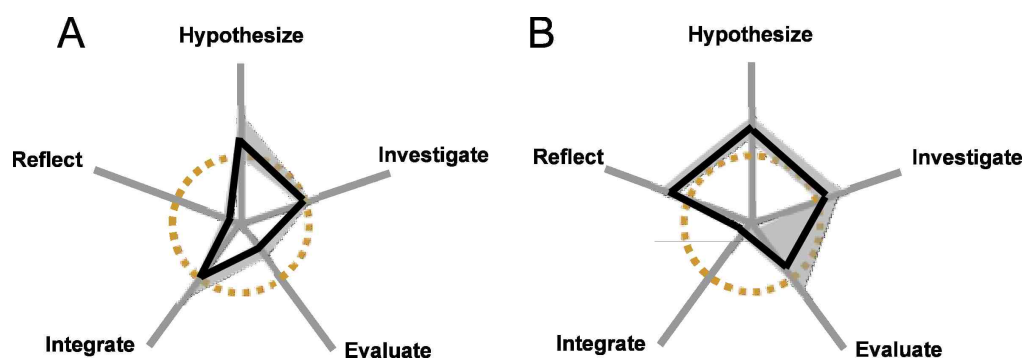 A
Hypothesize
Reflect
Investigate
Integrate
Evaluate
B
Hypothesize
Reflect
Investigate
Integrate
Evaluate